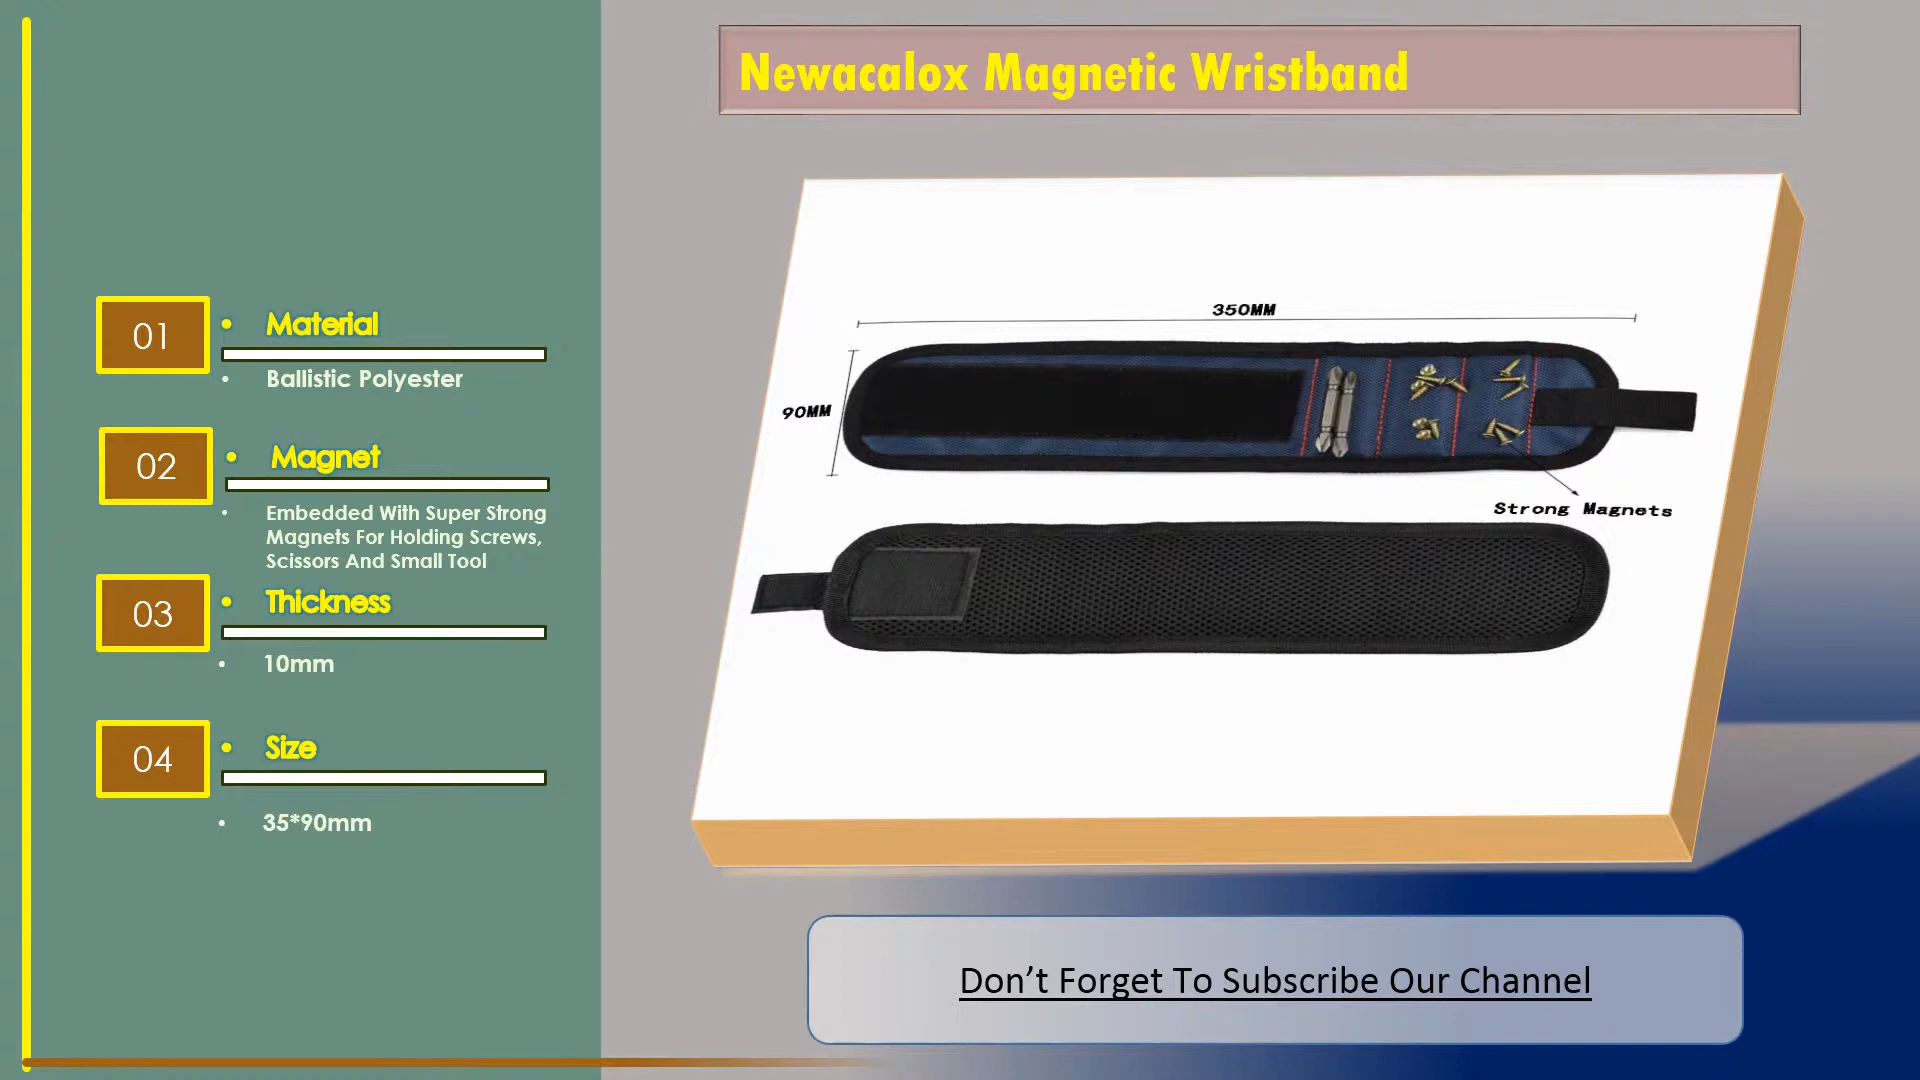 Newacalox Magnetic Wristband
01
• Material
• Ballistic Polyester
02
• Magnet
• Embedded With Super Strong
Magnets For Holding Screws,
Scissors And Small Tool
03
• Thickness
• 10mm
04
• Size
• 35*90mm
350MM
90MM
Strong Magnets
Don’t Forget To Subscribe Our Channel